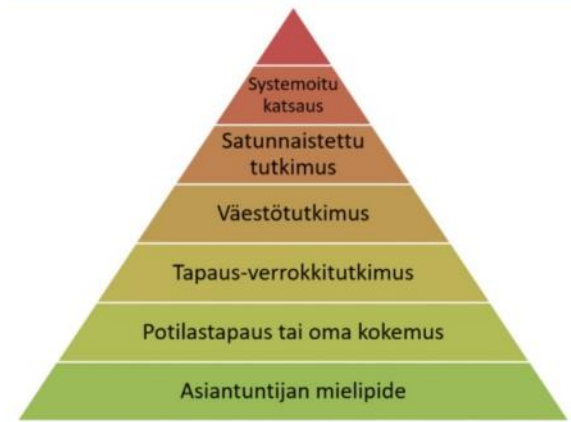 Systemoitu
katsaus
Satunnaistettu
tutkimus
Väestötutkimus
Tapaus-verrokkitutkimus
Potilastapaus tai oma kokemus
Asiantuntijan mielipide